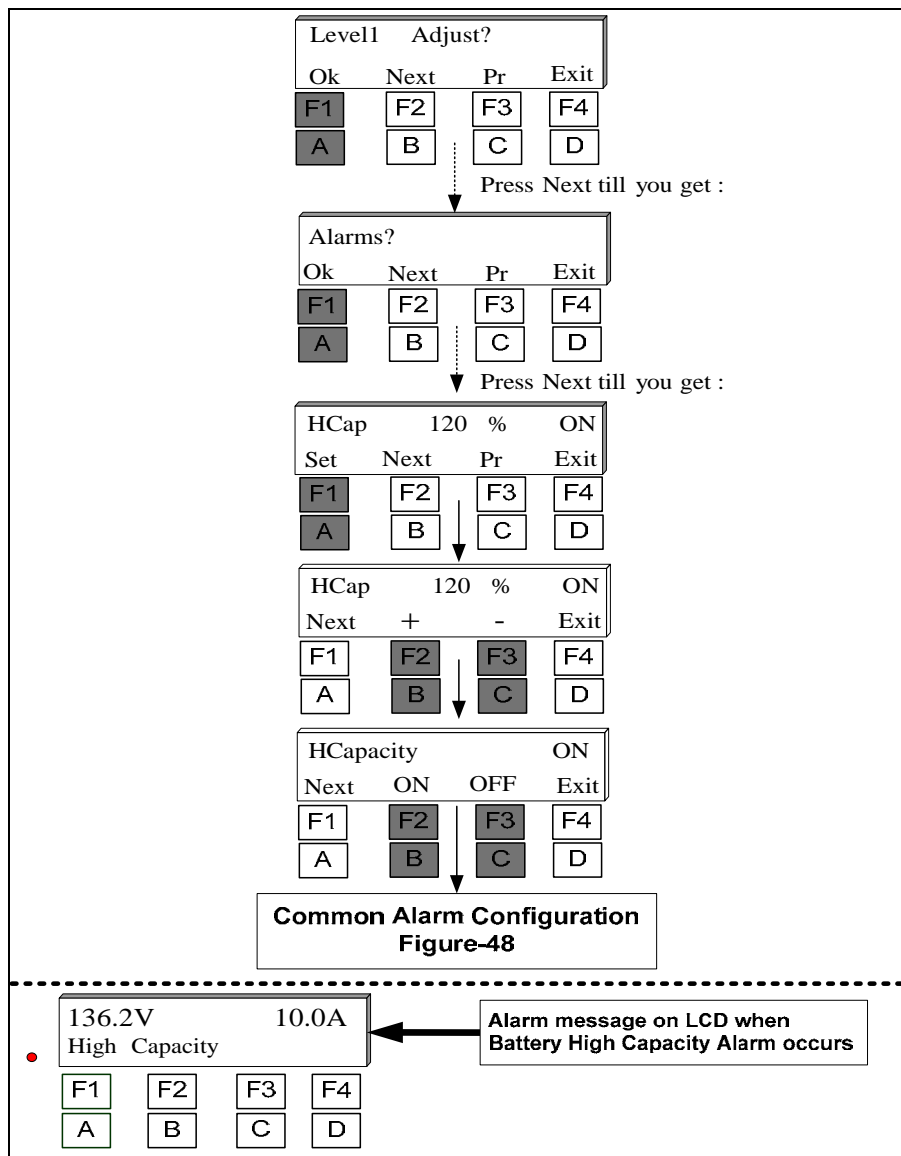 Level1 Adjust?
Ok Next Pr Exit
F1 F2 F3 F4
A B C D
Press Next till you get :
Alarms?
Ok Next Pr Exit
F1 F2 F3 F4
A B C D
Press Next till you get :
HCap 120 % ON
Set Next Pr Exit
F1 F2 F3 F4
A B C D
HCap 120 % ON
Next + - Exit
F1 F2 F3 F4
A B C D
HCapacity ON
Next ON OFF Exit
F1 F2 F3 F4
A B C D
Common Alarm Configuration
Figure-48
136.2V 10.0A
High Capacity
F1 F2 F3 F4
A B C D
Alarm message on LCD when
Battery High Capacity Alarm occurs